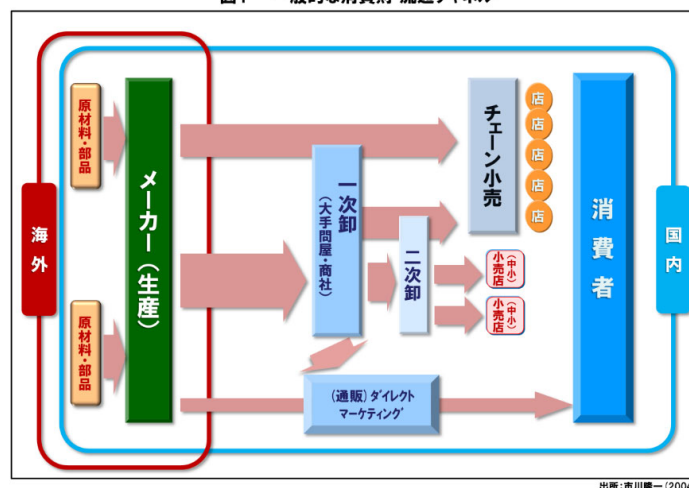 原材料・部品
メーカー(生産)
海外
原材料・部品
一次卸
(大手問屋・商社)
二次卸
チェーン小売
店
店
店
店
店
小売店
(中小)
小売店
(中小)
(通販)ダイレクト
マーケティング
消費者
国内